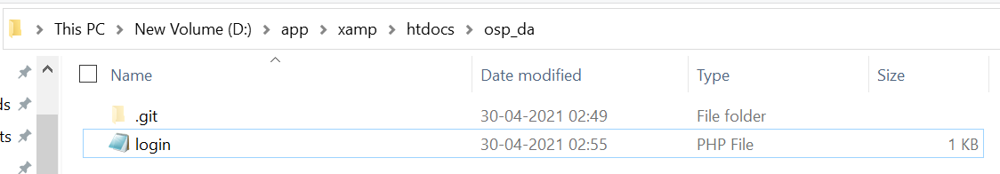 This PC > New Volume (D:) > app > xamp > htdocs > osp_da
Name Date modified Type Size
ds .git 30-04-2021 02:49 File folder
ts login 30-04-2021 02:55 PHP File 1 KB